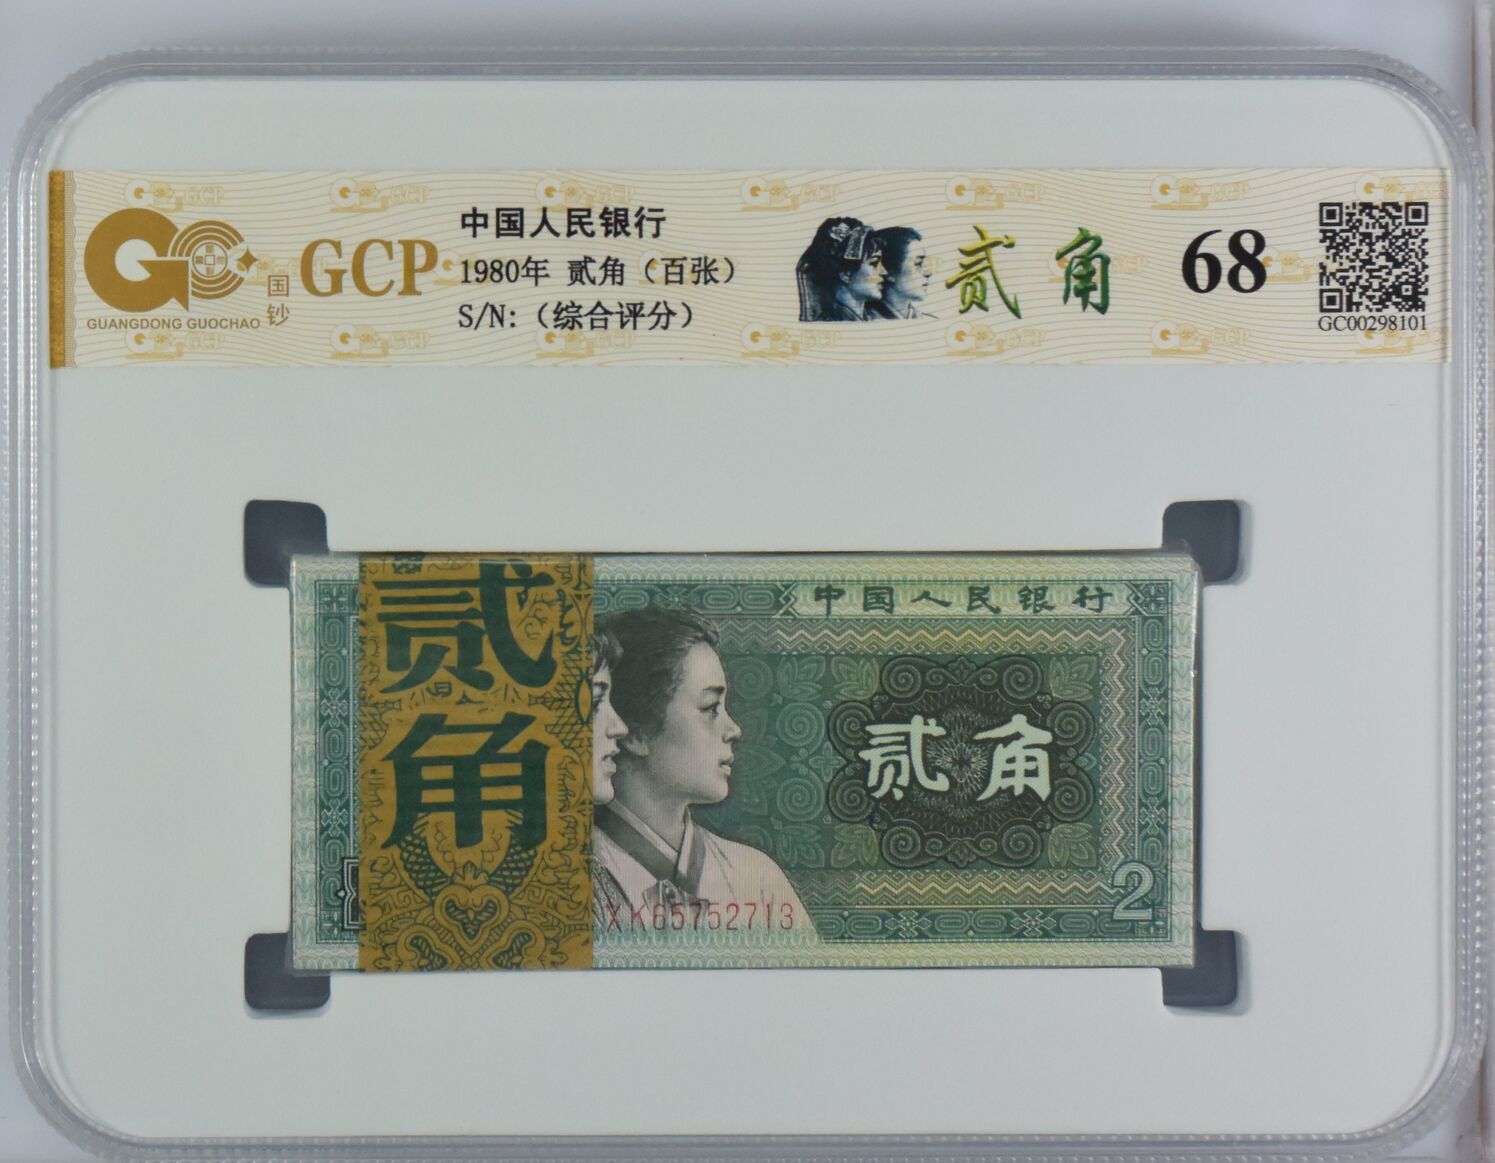 GUANGDONG GUOCHAO
国钞
GCP
中国人民银行
1980年 贰角（百张）
S/N:（综合评分）
贰角
68
GC00298101
贰角
中国人民银行
贰角
XK65752713
2